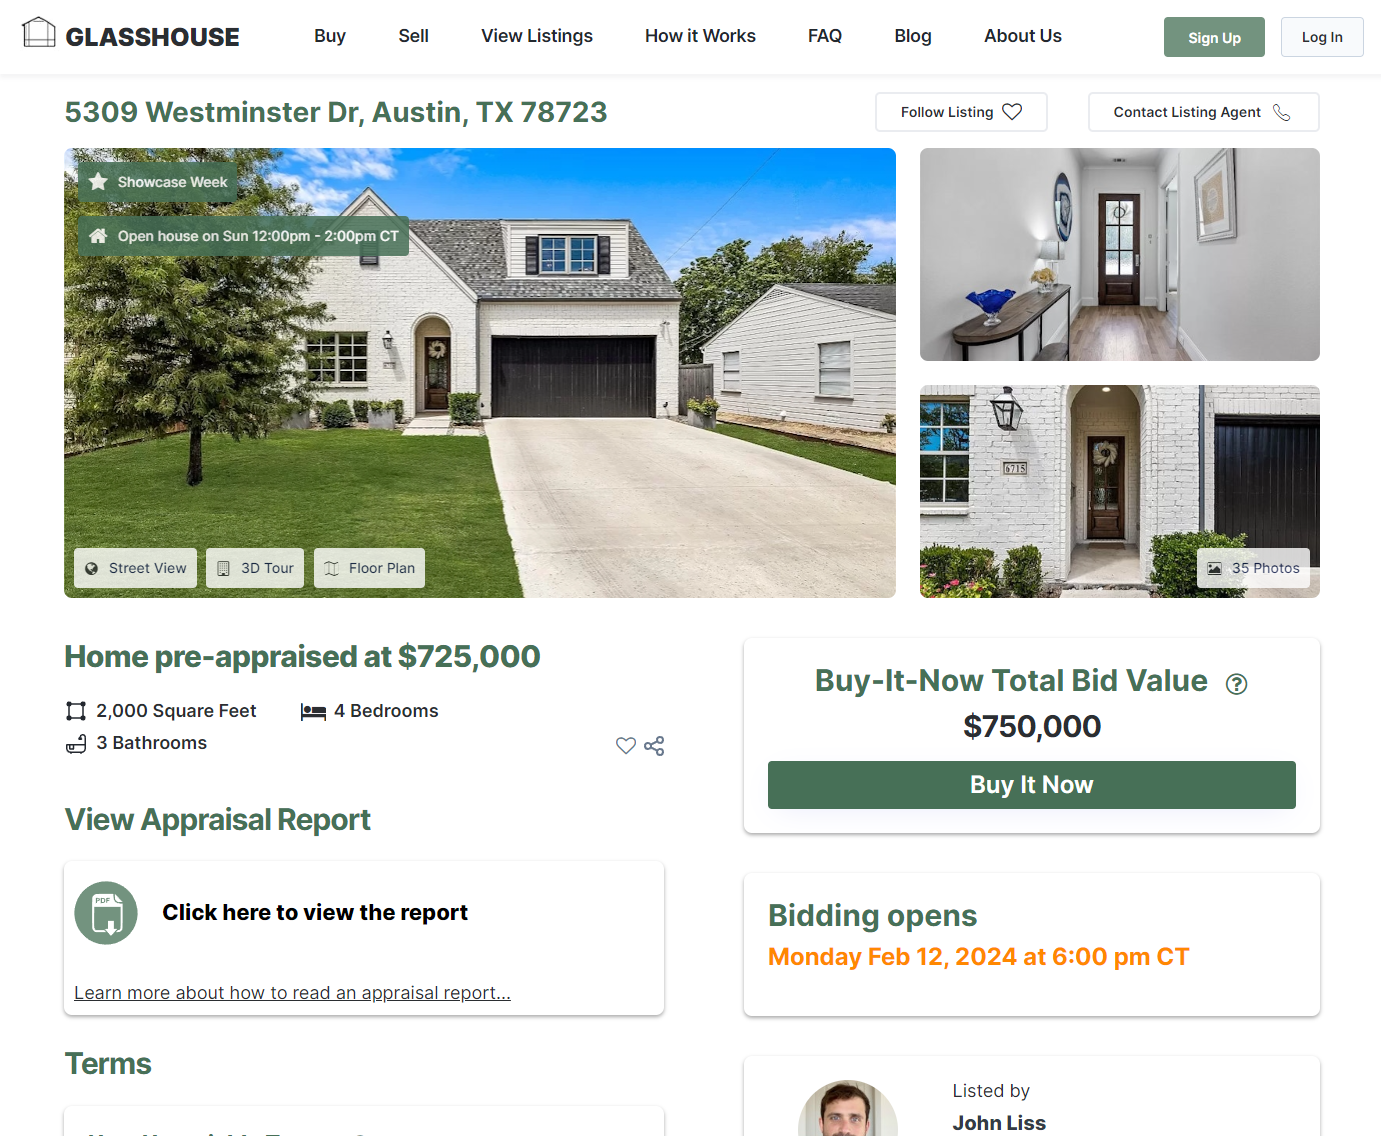 GLASSHOUSE
Buy
Sell
View Listings
How it Works
FAQ
Blog
About Us
Sign Up
Log In
5309 Westminster Dr, Austin, TX 78723
Follow Listing
Contact Listing Agent
Showcase Week
Open house on Sun 12:00pm - 2:00pm CT
6715
Street View
3D Tour
Floor Plan
35 Photos
Home pre-appraised at $725,000
2,000 Square Feet
4 Bedrooms
3 Bathrooms
Buy-It-Now Total Bid Value ?
$750,000
Buy It Now
View Appraisal Report
PDF
Click here to view the report
Learn more about how to read an appraisal report...
Bidding opens
Monday Feb 12, 2024 at 6:00 pm CT
Terms
Listed by
John Liss